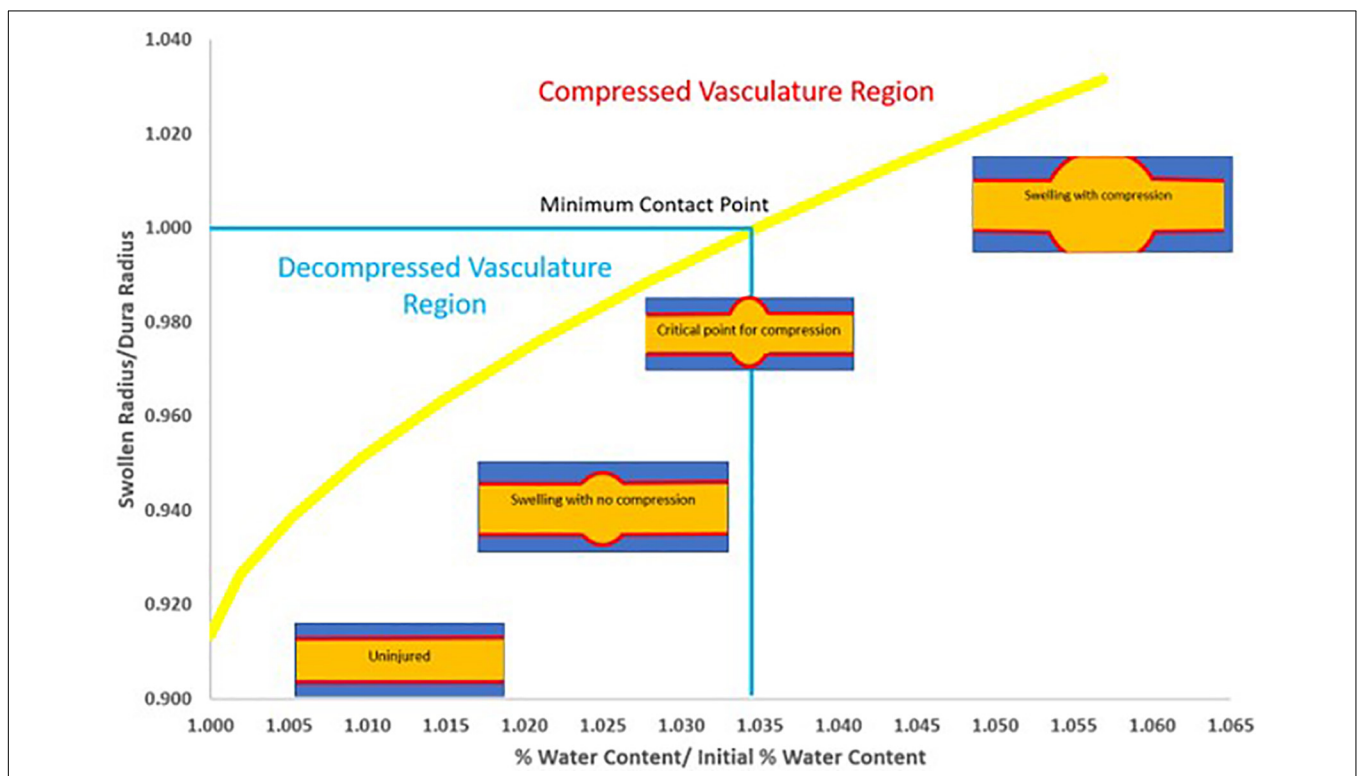 1.040
Compressed Vasculature Region
1.020
Swelling with compression
Minimum Contact Point
1.000
Decompressed Vasculature
Region
0.980
Critical point for compression
0.960
0.940
Swelling with no compression
0.920
Uninjured
0.900
Swollen Radius/Dura Radius
1.000 1.005 1.010 1.015 1.020 1.025 1.030 1.035 1.040 1.045 1.050 1.055 1.060 1.065
% Water Content/ Initial % Water Content